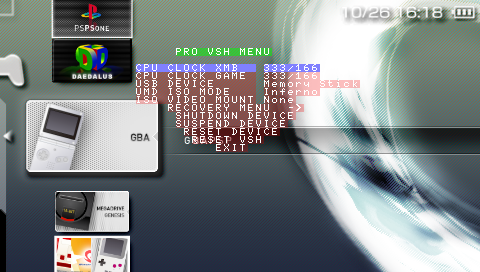 10/26 16:18
PSPSONE
DAEDALUS
PRO VSH MENU
CPU CLOCK XMB 333/166
CPU CLOCK GAME 333/166
USB DEVICE Memory Stick
UMD ISO MODE Inferno
ISO VIDEO MOUNT None
RECOVERY MENU ->
SHUTDOWN DEVICE
SUSPEND DEVICE
RESET DEVICE
RESET VSH
EXIT
GBA
MEGADRIVE
GENESIS